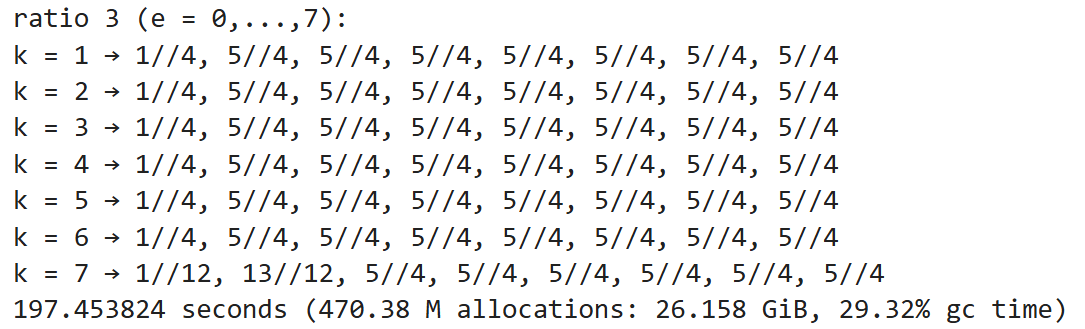 ratio 3 (e = 0,...,7):
k = 1 → 1//4, 5//4, 5//4, 5//4, 5//4, 5//4, 5//4, 5//4
k = 2 → 1//4, 5//4, 5//4, 5//4, 5//4, 5//4, 5//4, 5//4
k = 3 → 1//4, 5//4, 5//4, 5//4, 5//4, 5//4, 5//4, 5//4
k = 4 → 1//4, 5//4, 5//4, 5//4, 5//4, 5//4, 5//4, 5//4
k = 5 → 1//4, 5//4, 5//4, 5//4, 5//4, 5//4, 5//4, 5//4
k = 6 → 1//4, 5//4, 5//4, 5//4, 5//4, 5//4, 5//4, 5//4
k = 7 → 1//12, 13//12, 5//4, 5//4, 5//4, 5//4, 5//4, 5//4
197.453824 seconds (470.38 M allocations: 26.158 GiB, 29.32% gc time)